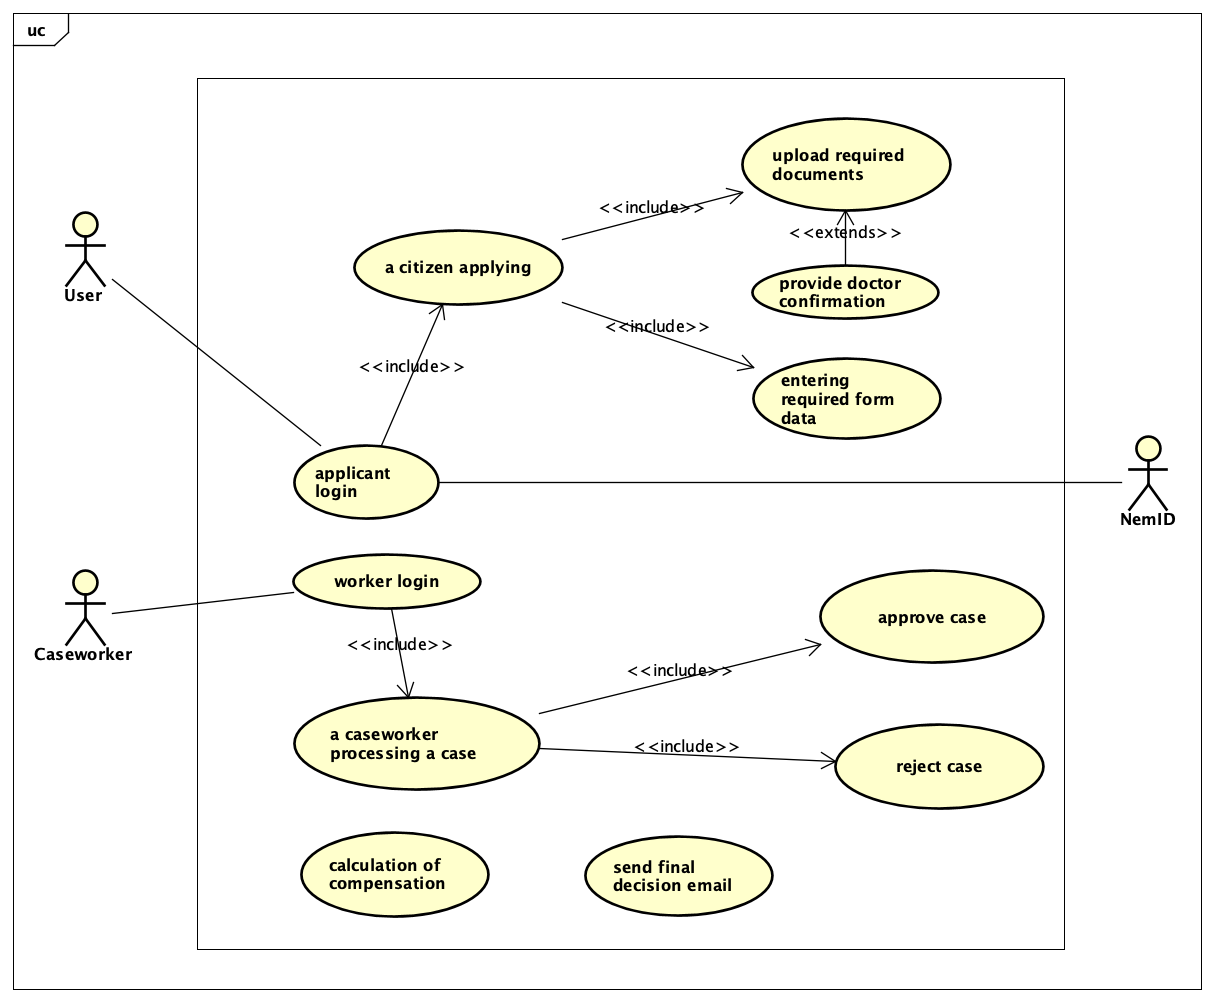 uc
upload required
documents
<<include>>
<<extends>>
User
a citizen applying
provide doctor
confirmation
<<include>>
<<include>>
entering
required form
data
applicant
login
NemID
worker login
Caseworker
<<include>>
approve case
<<include>>
a caseworker
processing a case
<<include>>
reject case
calculation of
compensation
send final
decision email